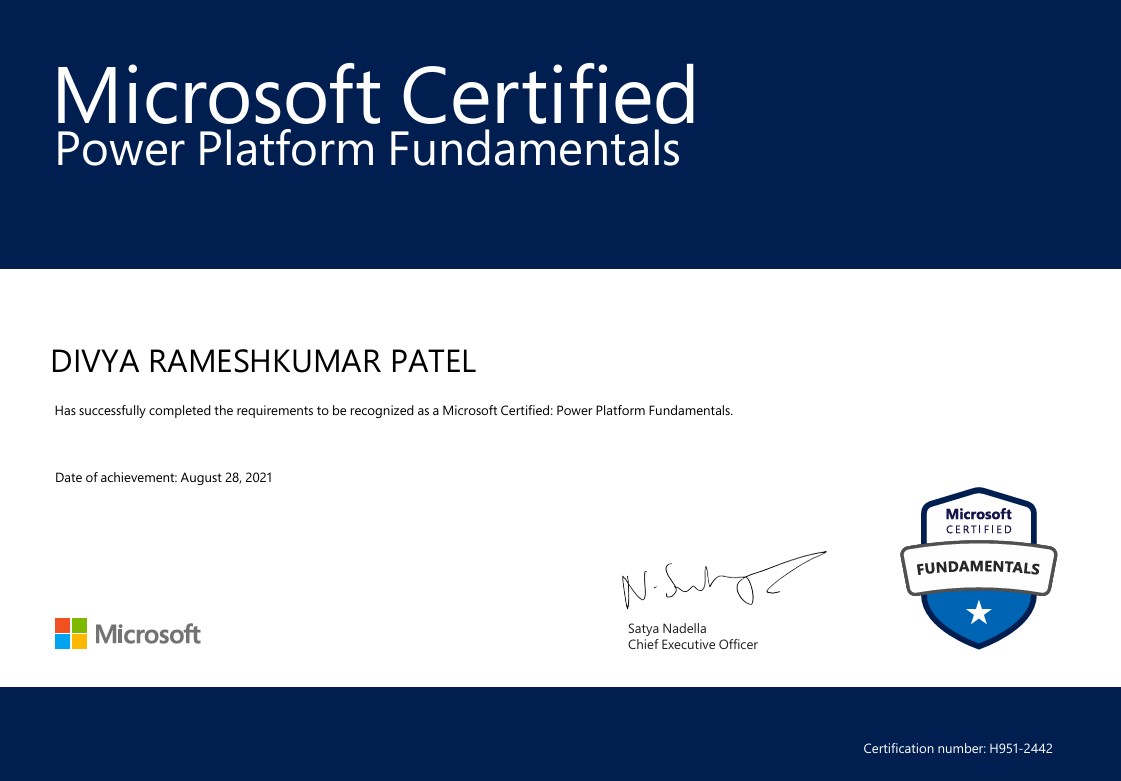 Microsoft Certified
Power Platform Fundamentals
DIVYA RAMESHKUMAR PATEL
Has successfully completed the requirements to be recognized as a Microsoft Certified: Power Platform Fundamentals.
Date of achievement: August 28, 2021
Microsoft
CERTIFIED
FUNDAMENTALS
N. Satya
Satya Nadella
Chief Executive Officer
Microsoft
Certification number: H951-2442